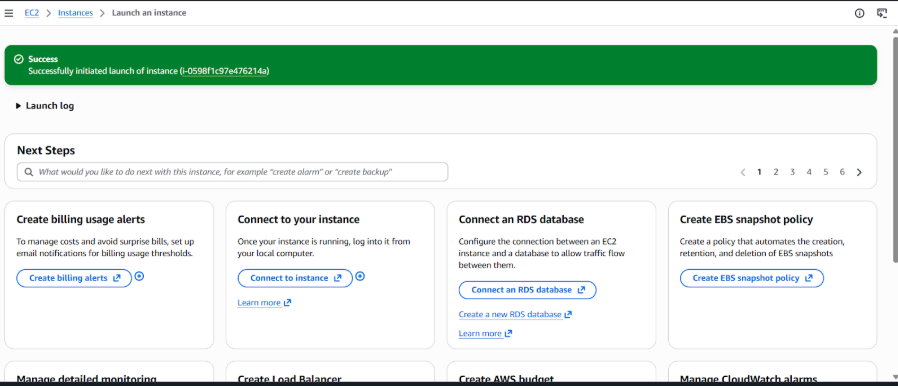 EC2 > Instances > Launch an instance
Success
Successfully initiated launch of instance (i-0598f1c97e476214a)
Launch log
Next Steps
What would you like to do next with this instance, for example "create alarm" or "create backup"
1 2 3 4 5 6
Create billing usage alerts
To manage costs and avoid surprise bills, set up
email notifications for billing usage thresholds.
Create billing alerts
Connect to your instance
Once your instance is running, log into it from
your local computer.
Connect to instance
Learn more
Connect an RDS database
Configure the connection between an EC2
instance and a database to allow traffic flow
between them.
Connect an RDS database
Create a new RDS database
Learn more
Create EBS snapshot policy
Create a policy that automates the creation,
retention, and deletion of EBS snapshots
Create EBS snapshot policy
Manage detailed monitoring
Create Load Balancer
Create AWS budget
Manage CloudWatch alarms